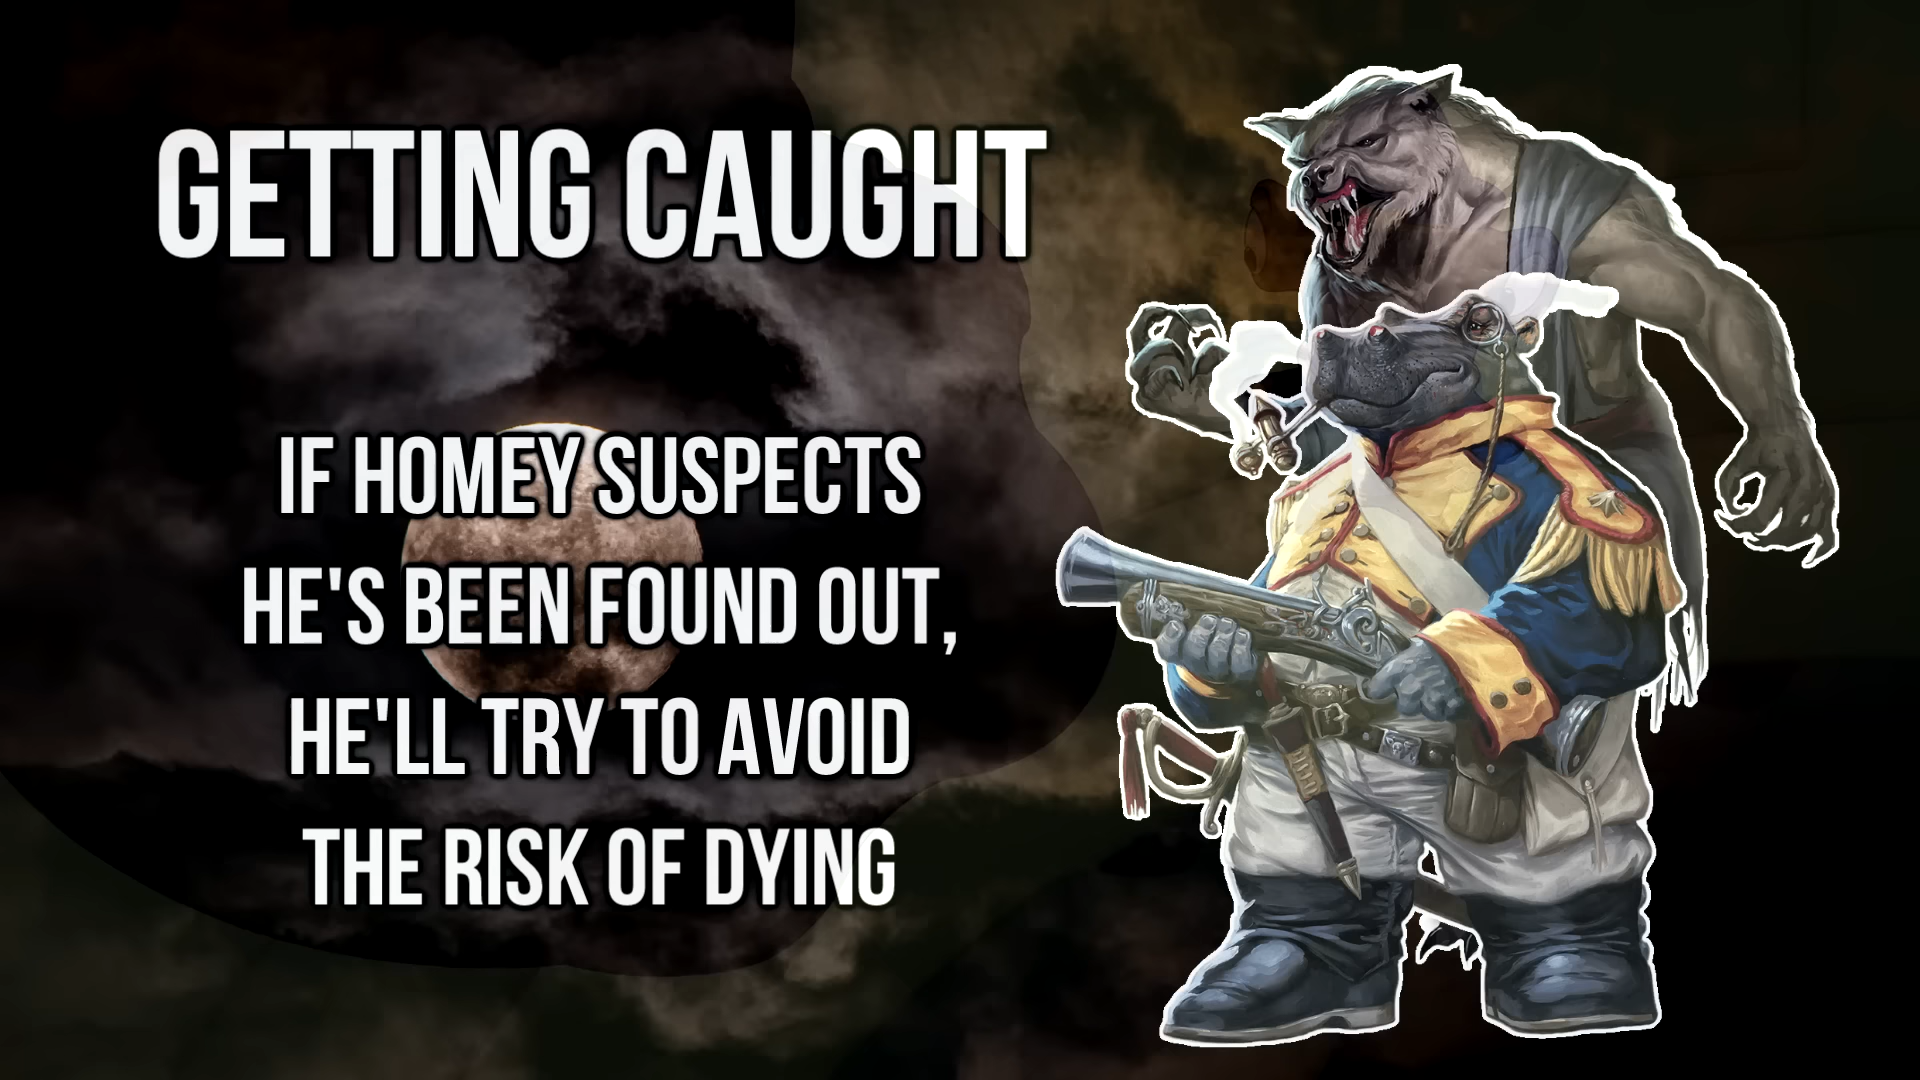 GETTING CAUGHT
IF HOMEY SUSPECTS
HE'S BEEN FOUND OUT,
HE'LL TRY TO AVOID
THE RISK OF DYING